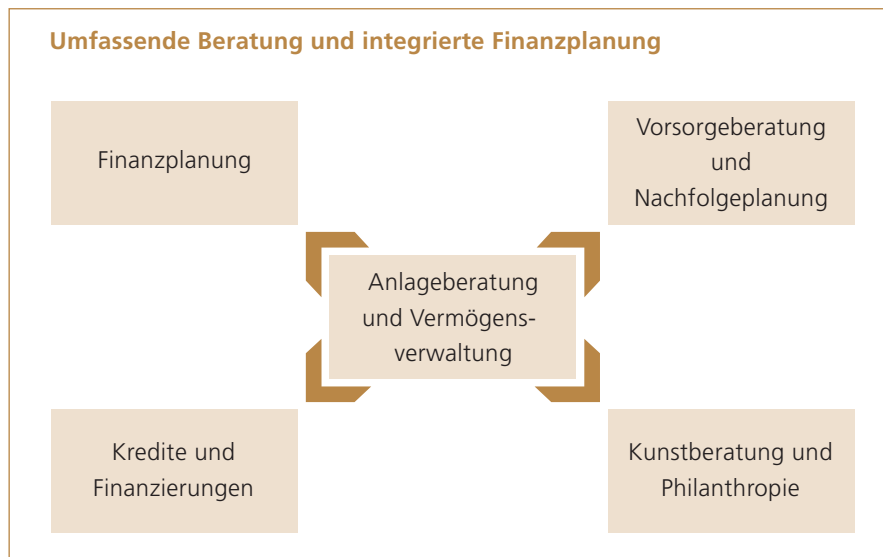 Umfassende Beratung und integrierte Finanzplanung
Finanzplanung
Vorsorgeberatung
und
Nachfolgeplanung
Anlageberatung
und Vermögens-
verwaltung
Kredite und
Finanzierungen
Kunstberatung und
Philanthropie